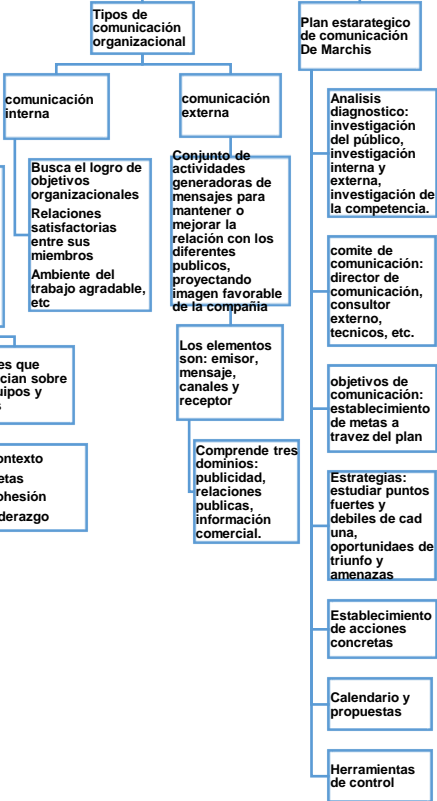 Tipos de
comunicación
organizacional
comunicación
interna
Busca el logro de
objetivos
organizacionales
Relaciones
satisfactorias
entre sus
miembros
Ambiente del
trabajo agradable,
etc
comunicación
externa
Conjunto de
actividades
generadoras de
mensajes para
mantener o
mejorar la
relación con los
diferentes
publicos,
proyectando
imagen favorable
de la compañia
Los elementos
son: emisor,
mensaje,
canales y
receptor
Comprende tres
dominios:
publicidad,
relaciones
publicas,
información
comercial.
Plan estarategico
de comunicación
De Marchis
Analisis
diagnostico:
investigación
del público,
investigación
interna y
externa,
investigación de
la competencia.
comite de
comunicación:
director de
comunicación,
consultor
externo,
tecnicos, etc.
objetivos de
comunicación:
establecimiento
de metas a
travez del plan
Estrategias:
estudiar puntos
fuertes y
debiles de cad
una,
oportunidaes de
triunfo y
amenazas
Establecimiento
de acciones
concretas
Calendario y
propuestas
Herramientas
de control
que
sobre
y